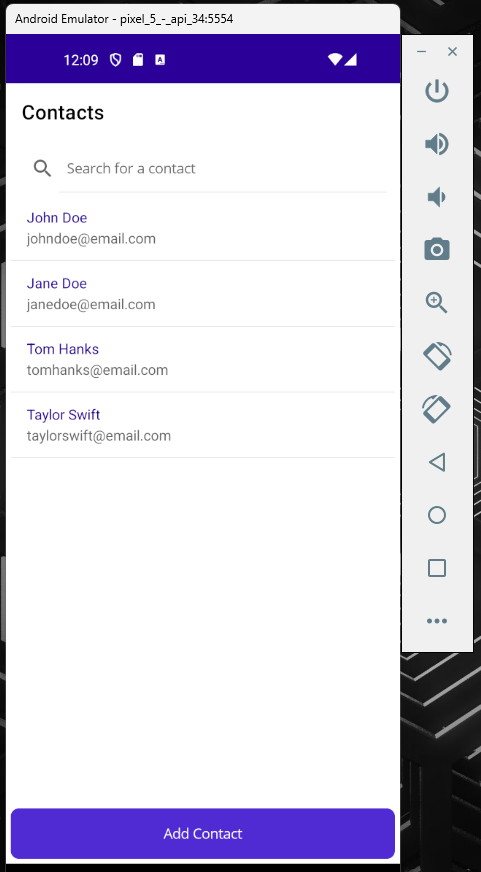 Android Emulator - pixel_5_-_api_34:5554
12:09
Contacts
Search for a contact
John Doe
johndoe@email.com
Jane Doe
janedoe@email.com
Tom Hanks
tomhanks@email.com
Taylor Swift
taylorswift@email.com
Add Contact